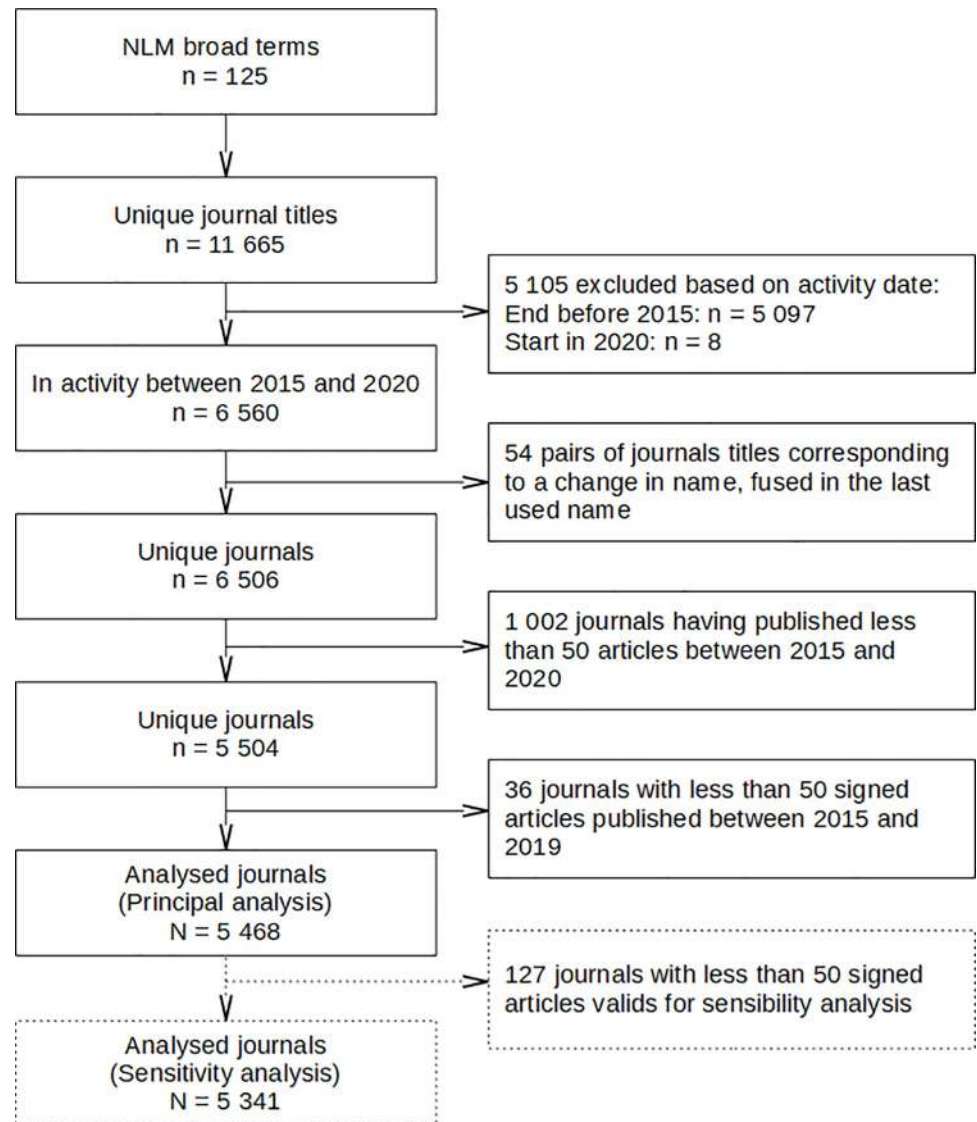 NLM broad terms
n = 125
Unique journal titles
n = 11 665
5 105 excluded based on activity date:
End before 2015: n = 5 097
Start in 2020: n = 8
In activity between 2015 and 2020
n = 6 560
54 pairs of journals titles corresponding
to a change in name, fused in the last
used name
Unique journals
n = 6 506
1 002 journals having published less
than 50 articles between 2015 and
2020
Unique journals
n = 5 504
36 journals with less than 50 signed
articles published between 2015 and
2019
Analysed journals
(Principal analysis)
N = 5 468
127 journals with less than 50 signed
articles valids for sensibility analysis
Analysed journals
(Sensitivity analysis)
N = 5 341